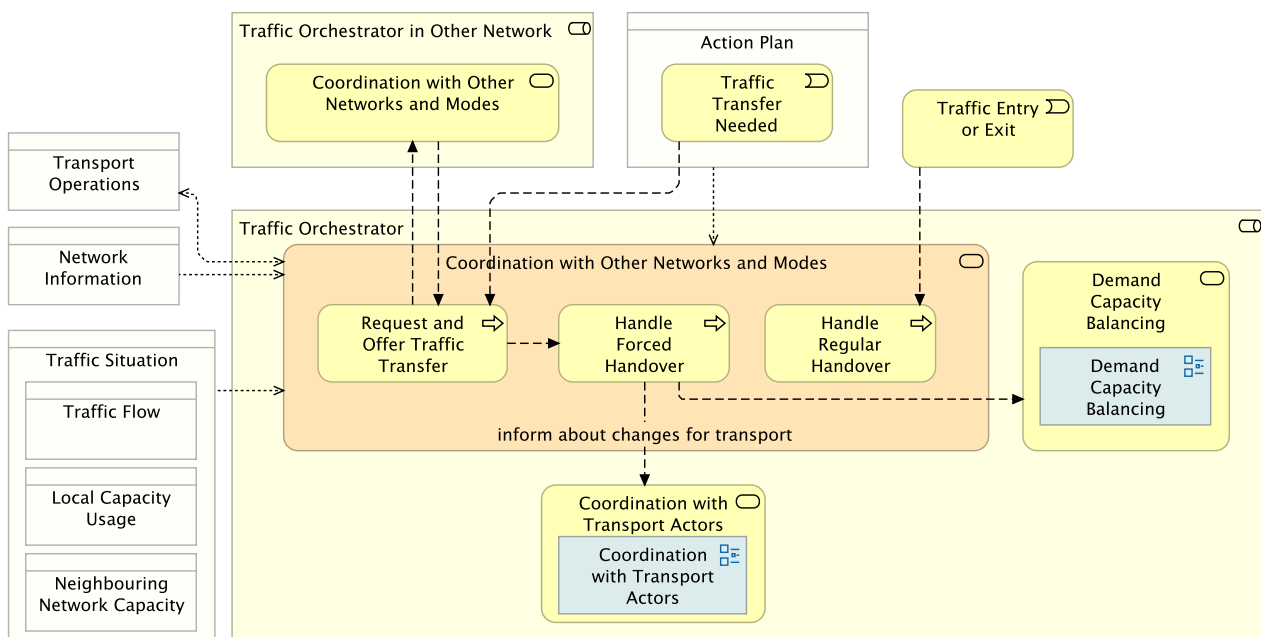 Traffic Orchestrator in Other Network
Coordination with Other
Networks and Modes
Action Plan
Traffic
Transfer
Needed
Traffic Entry
or Exit
Transport
Operations
Network
Information
Traffic Situation
Traffic Flow
Local Capacity
Usage
Neighbouring
Network Capacity
Traffic Orchestrator
Coordination with Other Networks and Modes
Request and
Offer Traffic
Transfer
Handle
Forced
Handover
Handle
Regular
Handover
inform about changes for transport
Demand
Capacity
Balancing
Demand
Capacity
Balancing
Coordination with
Transport Actors
Coordination
with Transport
Actors